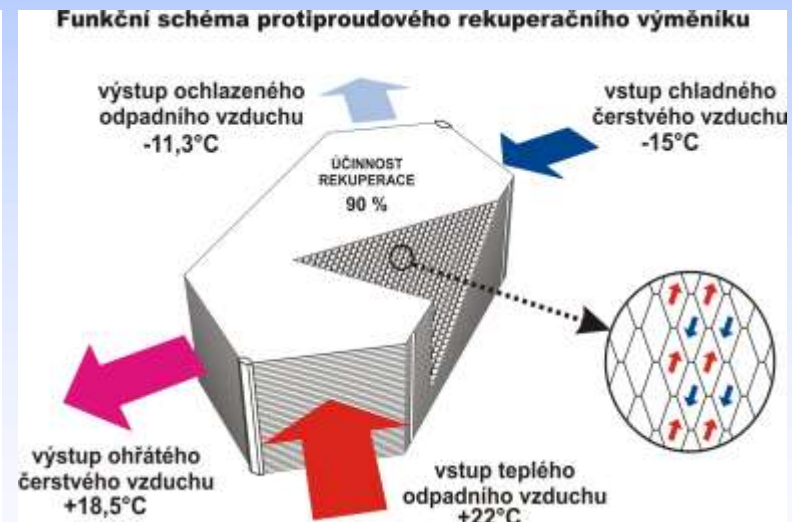 Funkční schéma protiproudového rekuperačního výměníku
výstup ochlazeného
odpadního vzduchu
-11,3°C
vstup chladného
čerstvého vzduchu
-15°C
ÚČINNOST
REKUPERACE
90 %
výstup ohřátého
čerstvého vzduchu
+18,5°C
vstup teplého
odpadního vzduchu
+22°C